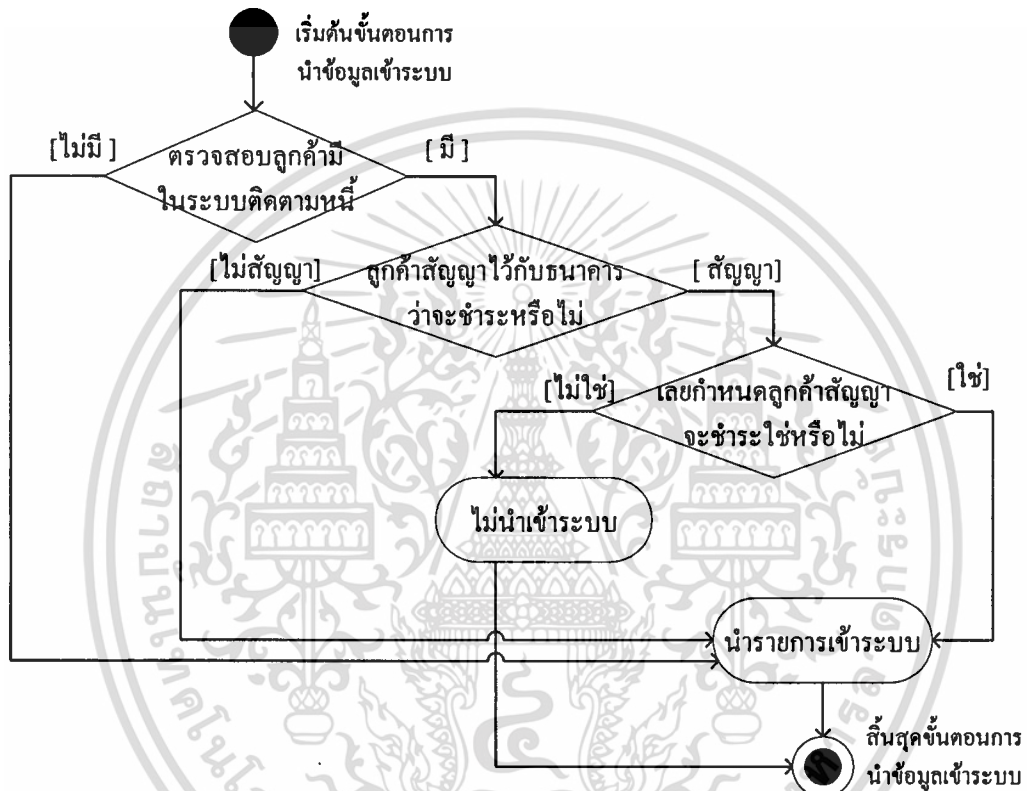 เริ่มต้นขั้นตอนการ
นำข้อมูลเข้าระบบ
[ไม่มี ]
[ มี ]
ตรวจสอบลูกค้ามี
ในระบบติดตามหนี้
[ไม่สัญญา]
[ สัญญา]
ลูกค้าสัญญาไว้กับธนาคาร
ว่าจะชำระหรือไม่
[ไม่ใช่]
[ใช่]
เลยกำหนดลูกค้าสัญญา
จะชำระใช่หรือไม่
ไม่นำเข้าระบบ
นำรายการเข้าระบบ
สิ้นสุดขั้นตอนการ
นำข้อมูลเข้าระบบ